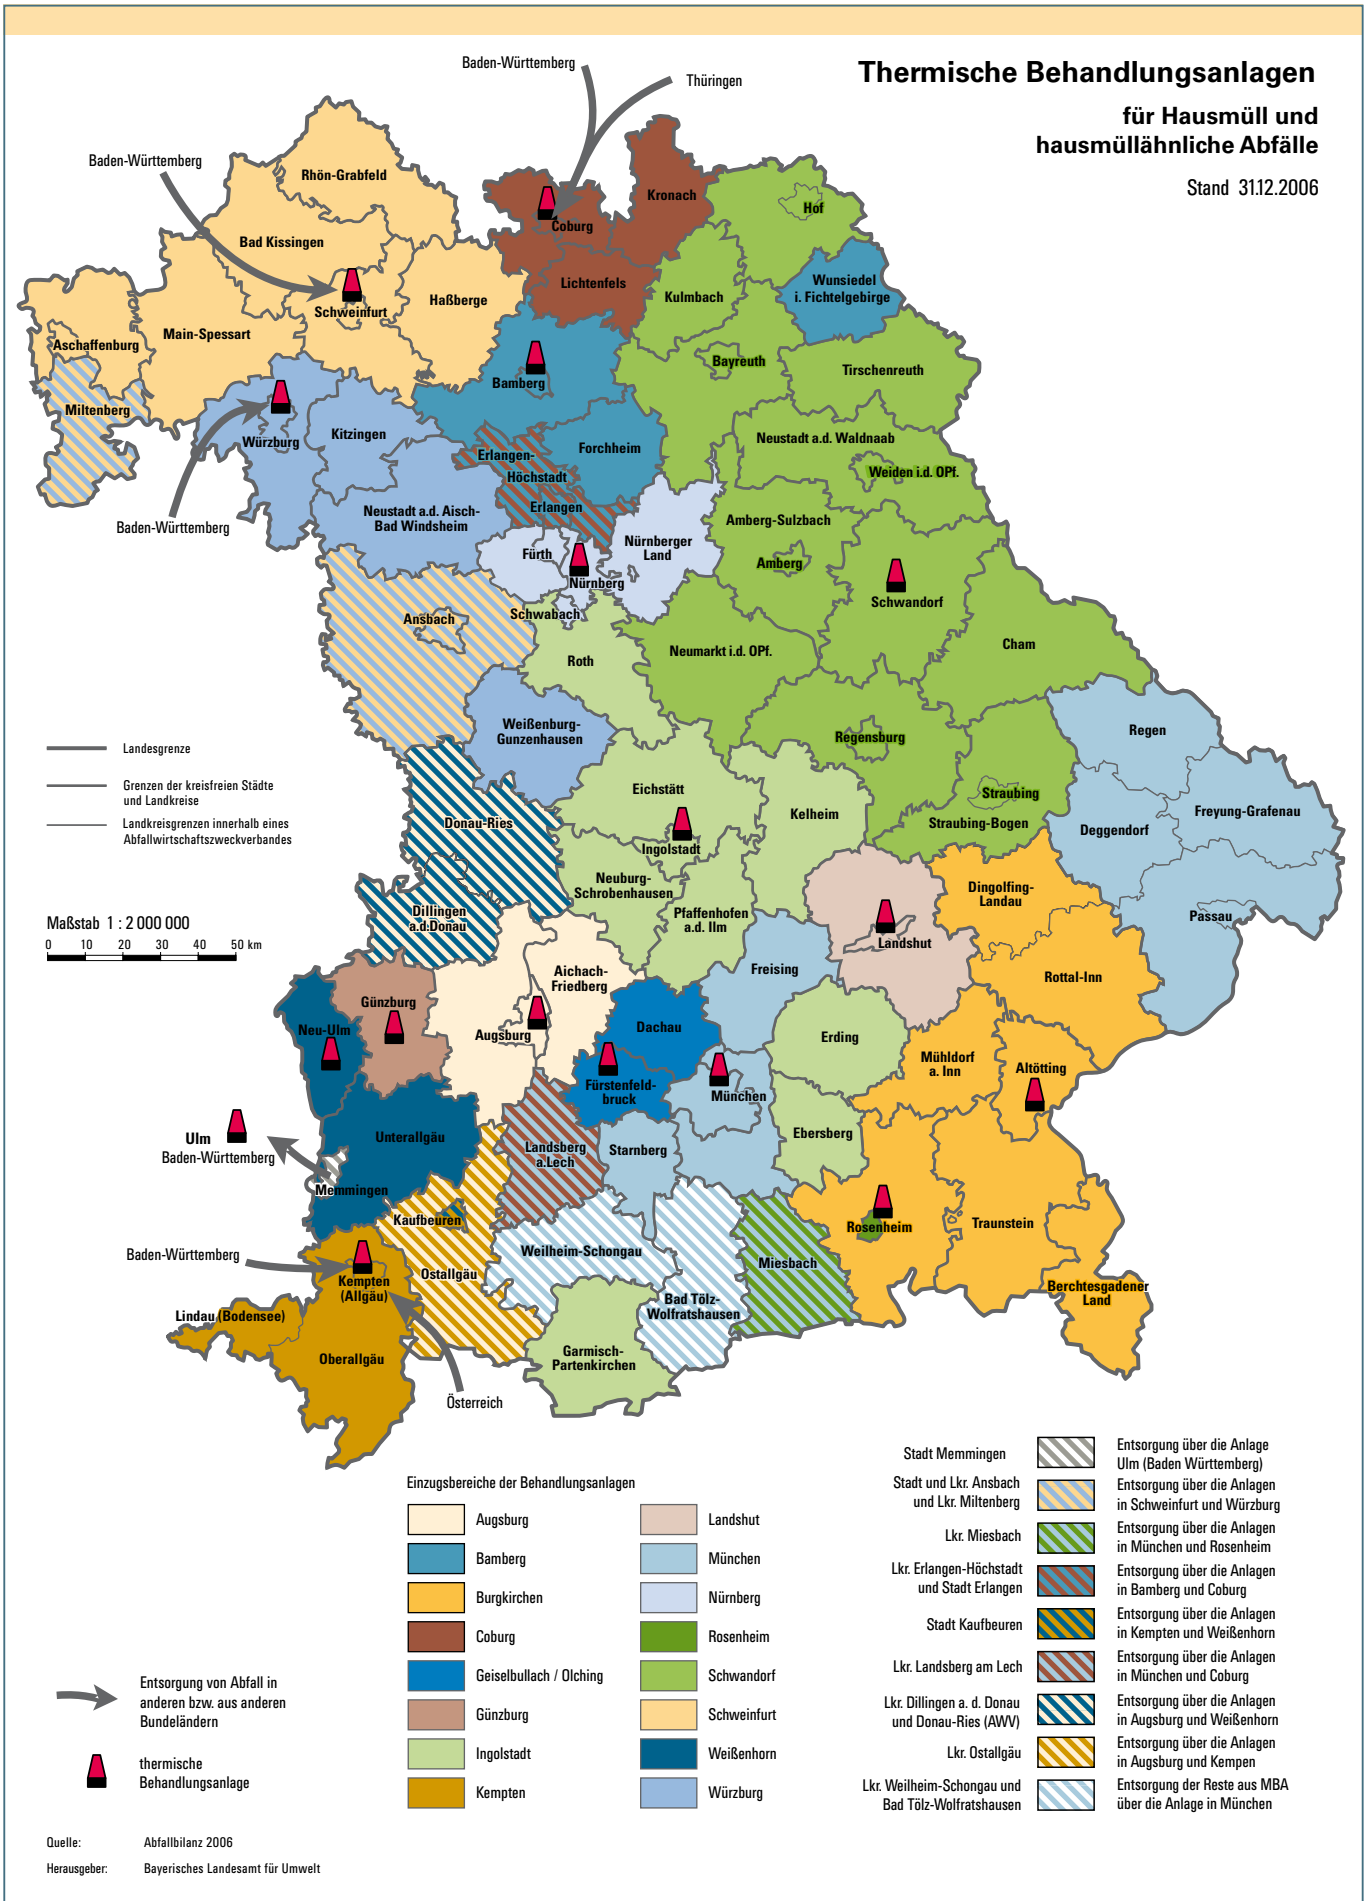 Thermische Behandlungsanlagen
für Hausmüll und
hausmüllähnliche Abfälle
Stand 31.12.2006
Baden-Württemberg
Thüringen
Baden-Württemberg
Rhön-Grabfeld
Kronach
Hof
Coburg
Bad Kissingen
Lichtenfels
Wunsiedel
i. Fichtelgebirge
Kulmbach
Haßberge
Schweinfurt
Main-Spessart
Aschaffenburg
Bayreuth
Tirschenreuth
Bamberg
Miltenberg
Kitzingen
Würzburg
Neustadt a.d. Waldnaab
Forchheim
Erlangen-
Höchstadt
Weiden i.d. OPf.
Erlangen
Neustadt a.d. Aisch-
Bad Windsheim
Baden-Württemberg
Amberg-Sulzbach
Nürnberger
Land
Fürth
Amberg
Nürnberg
Schwandorf
Schwabach
Ansbach
Cham
Neumarkt i.d. OPf.
Roth
Weißenburg-
Gunzenhausen
Regen
Regensburg
Landesgrenze
Grenzen der kreisfreien Städte
und Landkreise
Landkreisgrenzen innerhalb eines
Abfallwirtschaftszweckverbandes
Eichstätt
Straubing
Kelheim
Freyung-Grafenau
Donau-Ries
Straubing-Bogen
Deggendorf
Ingolstadt
Neuburg-
Schrobenhausen
Dingolfing-
Landau
Pfaffenhofen
a.d. Ilm
Passau
Dillingen
a.d.Donau
Maßstab 1 : 2 000 000
0 10 20 30 40 50 km
Landshut
Freising
Aichach-
Friedberg
Rottal-Inn
Günzburg
Neu-Ulm
Dachau
Augsburg
Erding
Mühldorf
a. Inn
Altötting
Fürstenfeld-
bruck
München
Ulm
Baden-Württemberg
Unterallgäu
Ebersberg
Landsberg
a.Lech
Starnberg
Memmingen
Kaufbeuren
Rosenheim
Traunstein
Baden-Württemberg
Weilheim-Schongau
Miesbach
Ostallgäu
Kempten
(Allgäu)
Berchtesgadener
Land
Bad Tölz-
Wolfratshausen
Lindau (Bodensee)
Oberallgäu
Garmisch-
Partenkirchen
Österreich
Einzugsbereiche der Behandlungsanlagen
Augsburg
Bamberg
Burgkirchen
Coburg
Geiselbullach / Olching
Günzburg
Ingolstadt
Kempten
Landshut
München
Nürnberg
Rosenheim
Schwandorf
Schweinfurt
Weißenhorn
Würzburg
Stadt Memmingen
Entsorgung über die Anlage
Ulm (Baden Württemberg)
Stadt und Lkr. Ansbach
und Lkr. Miltenberg
Entsorgung über die Anlagen
in Schweinfurt und Würzburg
Lkr. Miesbach
Entsorgung über die Anlagen
in München und Rosenheim
Lkr. Erlangen-Höchstadt
und Stadt Erlangen
Entsorgung über die Anlagen
in Bamberg und Coburg
Stadt Kaufbeuren
Entsorgung über die Anlagen
in Kempten und Weißenhorn
Lkr. Landsberg am Lech
Entsorgung über die Anlagen
in München und Coburg
Lkr. Dillingen a. d. Donau
und Donau-Ries (AWV)
Entsorgung über die Anlagen
in Augsburg und Weißenhorn
Lkr. Ostallgäu
Entsorgung über die Anlagen
in Augsburg und Kempen
Lkr. Weilheim-Schongau und
Bad Tölz-Wolfratshausen
Entsorgung der Reste aus MBA
über die Anlage in München
Entsorgung von Abfall in
anderen bzw. aus anderen
Bundeländern
thermische
Behandlungsanlage
Quelle: Abfallbilanz 2006
Herausgeber: Bayerisches Landesamt für Umwelt